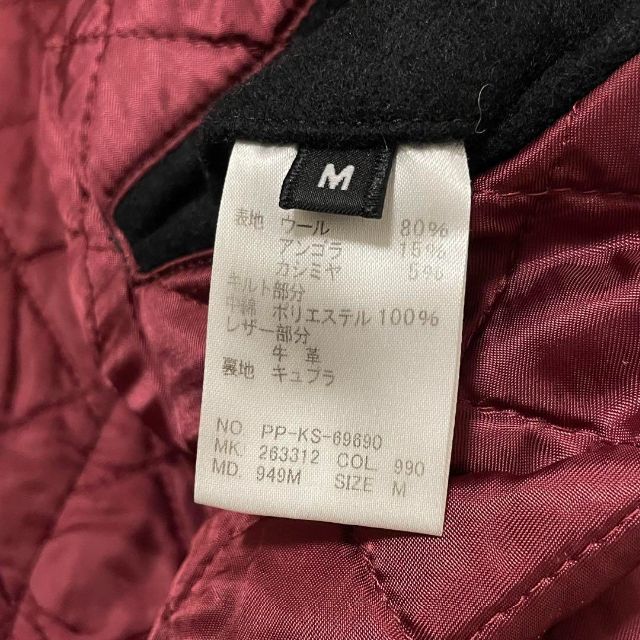 M
表地 ウール 80%
アンゴラ 15%
カシミヤ 5%
キルト部分
中綿 ポリエステル 100%
レザー部分
牛 革
裏地 キュプラ
NO. PP-KS-69690
MK. 263312 COL. 990
MD. 949M SIZE M